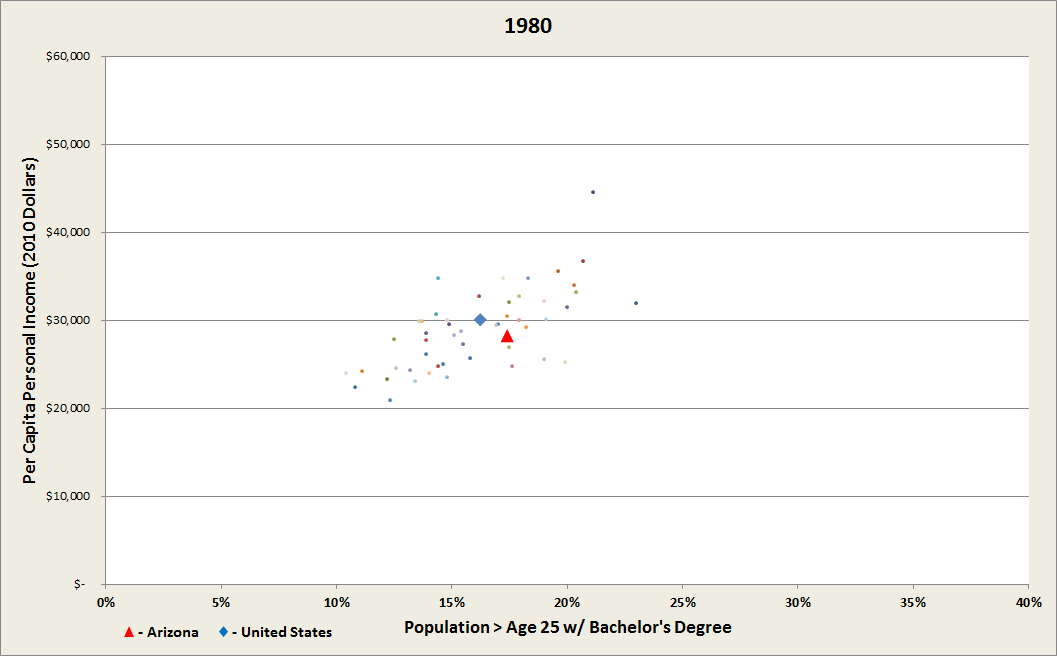 1980
$60,000
$50,000
$40,000
$30,000
$20,000
$10,000
$-
Per Capita Personal Income (2010 Dollars)
0% 5% 10% 15% 20% 25% 30% 35% 40%
Population > Age 25 w/ Bachelor's Degree
- Arizona - United States